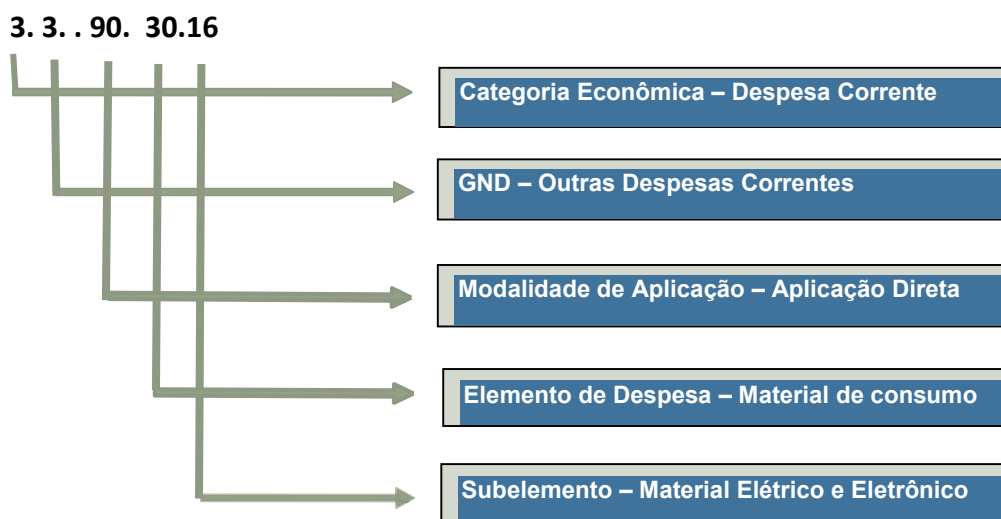 3. 3. . 90. 30.16
Categoria Econômica – Despesa Corrente
GND – Outras Despesas Correntes
Modalidade de Aplicação – Aplicação Direta
Elemento de Despesa – Material de consumo
Subelemento – Material Elétrico e Eletrônico